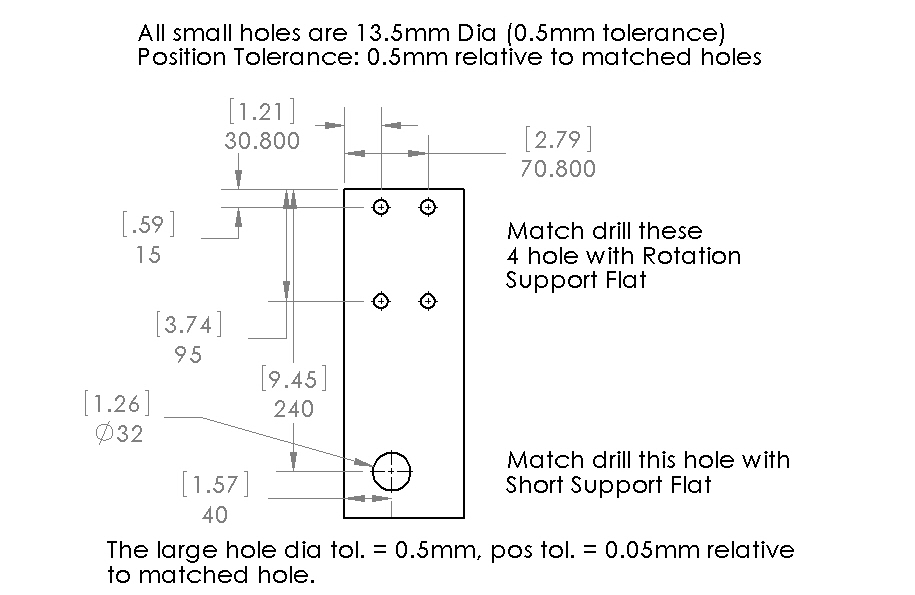 All small holes are 13.5mm Dia (0.5mm tolerance)
Position Tolerance: 0.5mm relative to matched holes
[1.21]
30.800
[2.79]
70.800
[.59]
15
Match drill these
4 hole with Rotation
Support Flat
[3.74]
95
[9.45]
240
[1.26]
∅32
Match drill this hole with
Short Support Flat
[1.57]
40
The large hole dia tol. = 0.5mm, pos tol. = 0.05mm relative
to matched hole.